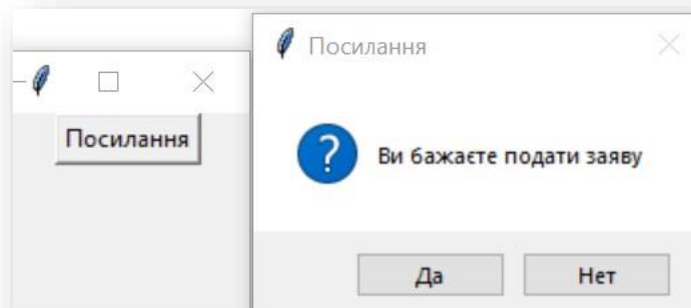 Посилання
Посилання
?
Ви бажаєте подати заяву
Да
Нет